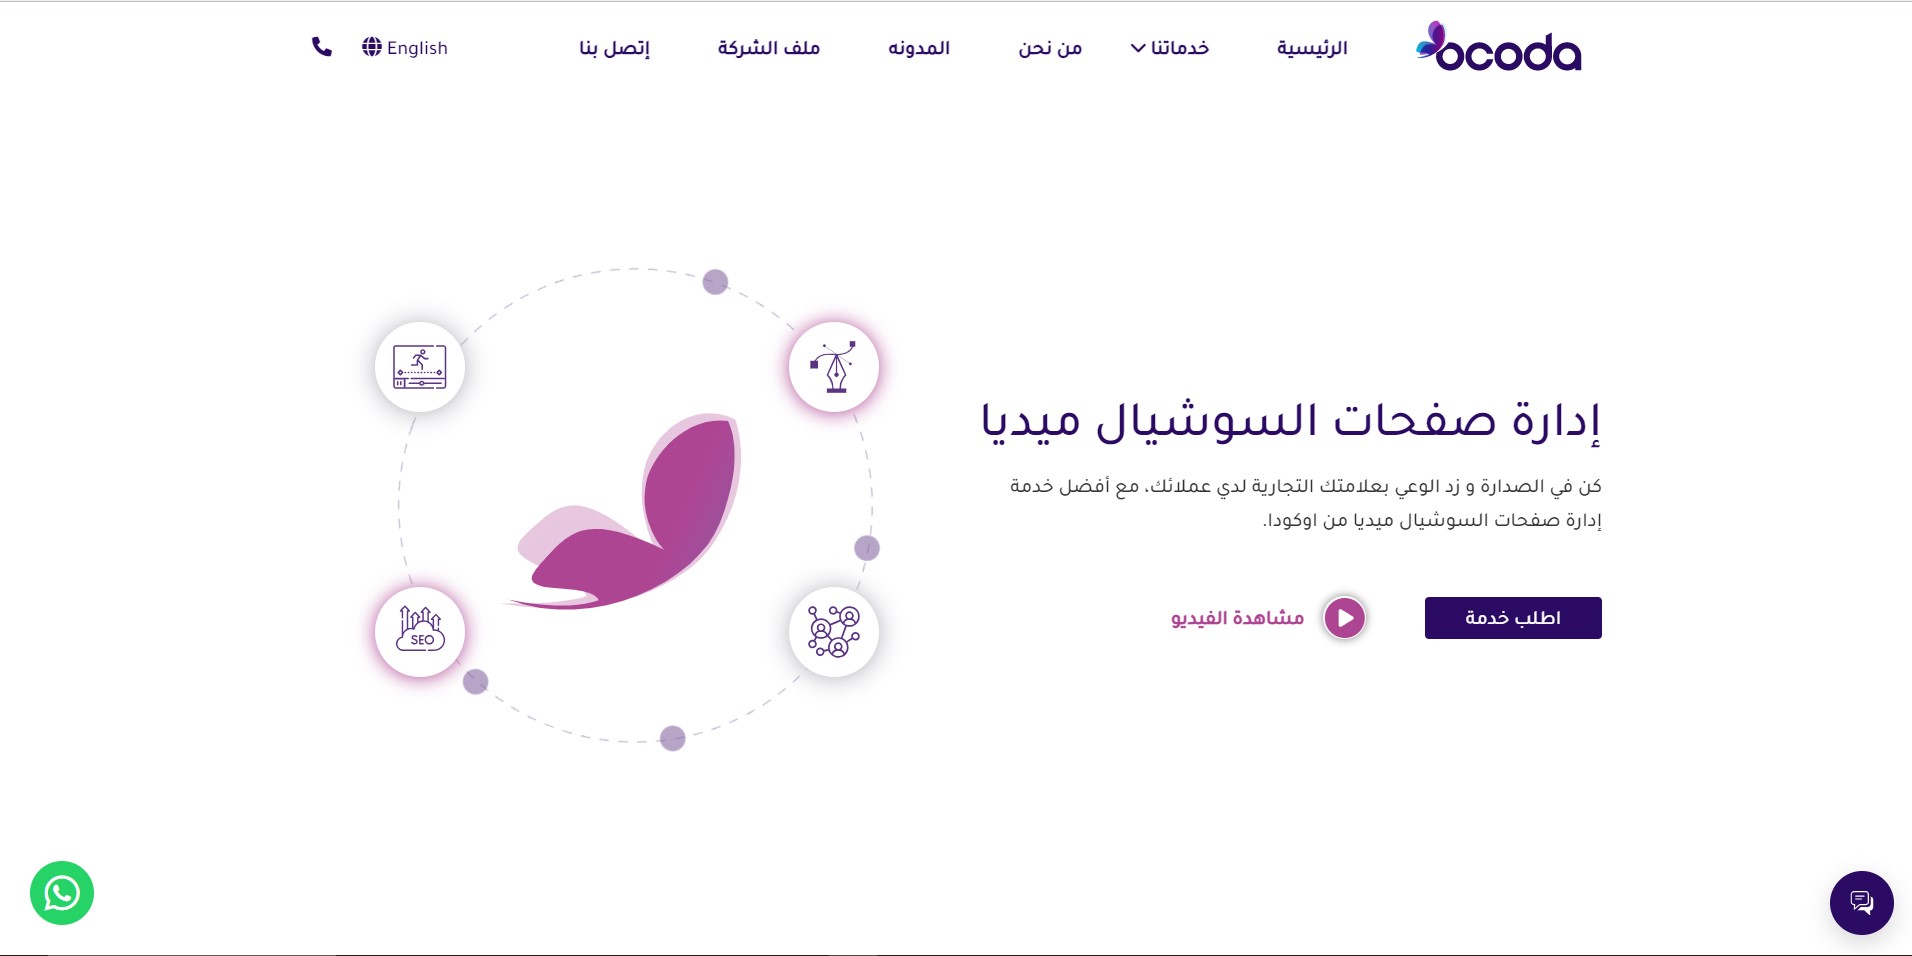 ocoda
الرئيسية
خدماتنا
من نحن
المدونه
ملف الشركة
إتصل بنا
English
إدارة صفحات السوشيال ميديا
كن في الصدارة و زد الوعي بعلامتك التجارية لدي عملائك، مع أفضل خدمة
إدارة صفحات السوشيال ميديا من اوكودا.
اطلب خدمة
مشاهدة الفيديو
SEO